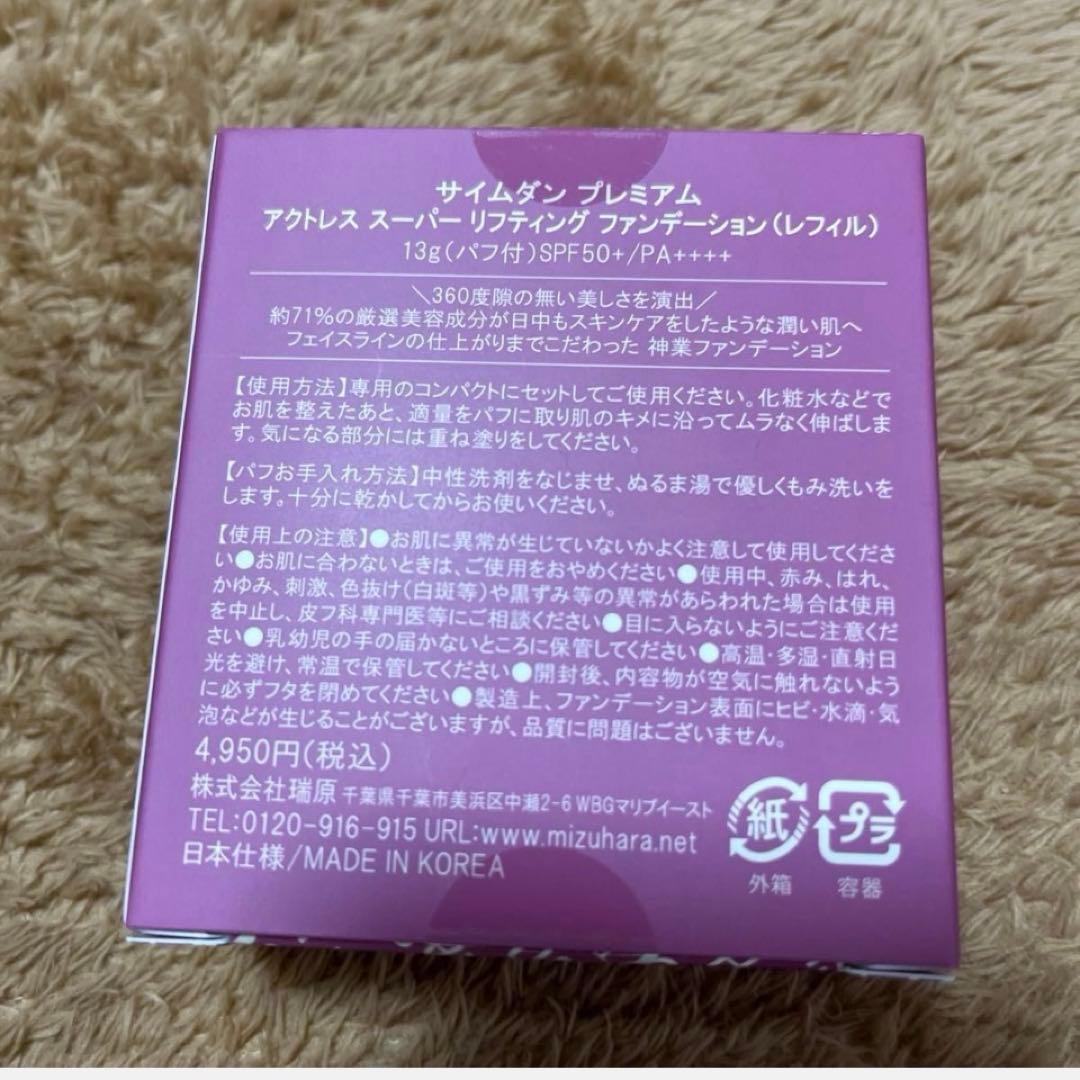 サイムダン プレミアム
アクトレス スーパー リフティング ファンデーション(レフィル)
13g(パフ付)SPF50+/PA++++
＼360度隙の無い美しさを演出／
約71%の厳選美容成分が日中もスキンケアをしたような潤い肌へ
フェイスラインの仕上がりまでこだわった 神業ファンデーション
【使用方法】専用のコンパクトにセットしてご使用ください。化粧水などで
お肌を整えたあと、適量をパフに取り肌のキメに沿ってムラなく伸ばしま
す。気になる部分には重ね塗りをしてください。
【パフお手入れ方法】中性洗剤をなじませ、ぬるま湯で優しくもみ洗いを
します。十分に乾かしてからお使いください。
【使用上の注意】●お肌に異常が生じていないかよく注意して使用してくださ
い●お肌に合わないときは、ご使用をおやめください●使用中、赤み、はれ、
かゆみ、刺激、色抜け(白斑等)や黒ずみ等の異常があらわれた場合は使用
を中止し、皮フ科専門医等にご相談ください●目に入らないようにご注意くだ
さい●乳幼児の手の届かないところに保管してください●高温・多湿・直射日
光を避け、常温で保管してください●開封後、内容物が空気に触れないよう
に必ずフタを閉めてください●製造上、ファンデーション表面にヒビ・水滴・気
泡などが生じることがございますが、品質に問題はございません。
4,950円(税込)
株式会社瑞原 千葉県千葉市美浜区中瀬2-6 WBGマリブイースト
TEL:0120-916-915 URL:www.mizuhara.net
日本仕様/MADE IN KOREA
紙 プラ
外箱 容器